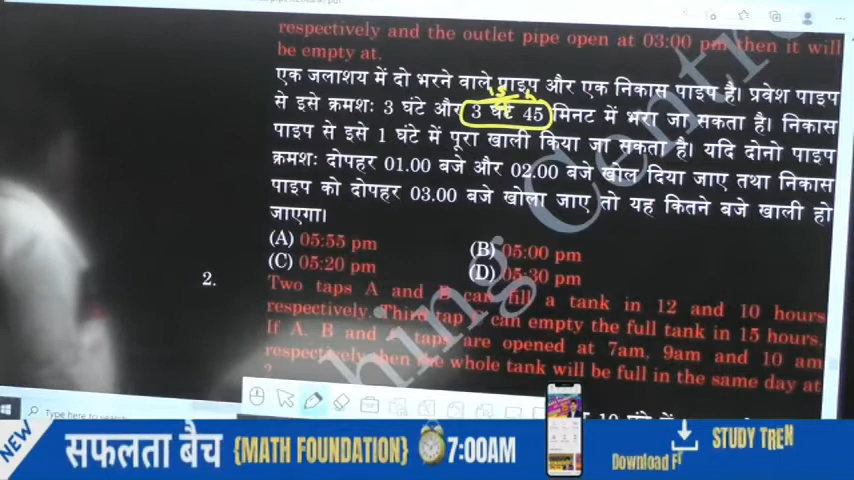 respectively and the outlet pipe open at 03:00 pm then it will
be empty at.
एक जलाशय में दो भरने वाले पाइप और एक निकास पाइप है। प्रवेश पाइप
से इसे क्रमशः 3 घंटे और 3 घंटे 45 मिनट में भरा जा सकता है। निकास
पाइप से इसे 1 घंटे में पूरा खाली किया जा सकता है। यदि दोनो पाइप
क्रमशः दोपहर 01.00 बजे और 02.00 बजे खोल दिया जाए तथा निकास
पाइप को दोपहर 03.00 बजे खोला जाए तो यह कितने बजे खाली हो
जाएगा।
(A) 05:55 pm (B) 05:00 pm
(C) 05:20 pm (D) 05:30 pm
2. Two taps A and B can fill a tank in 12 and 10 hours
respectively. Third tap can empty the full tank in 15 hours.
If A. B and taps are opened at 7am, 9am and 10 am
respectively then the whole tank will be full in the same day at
?
hing Centre
Type here to search
NEW
सफलता बैच {MATH FOUNDATION} 7:00AM
Download
STUDY